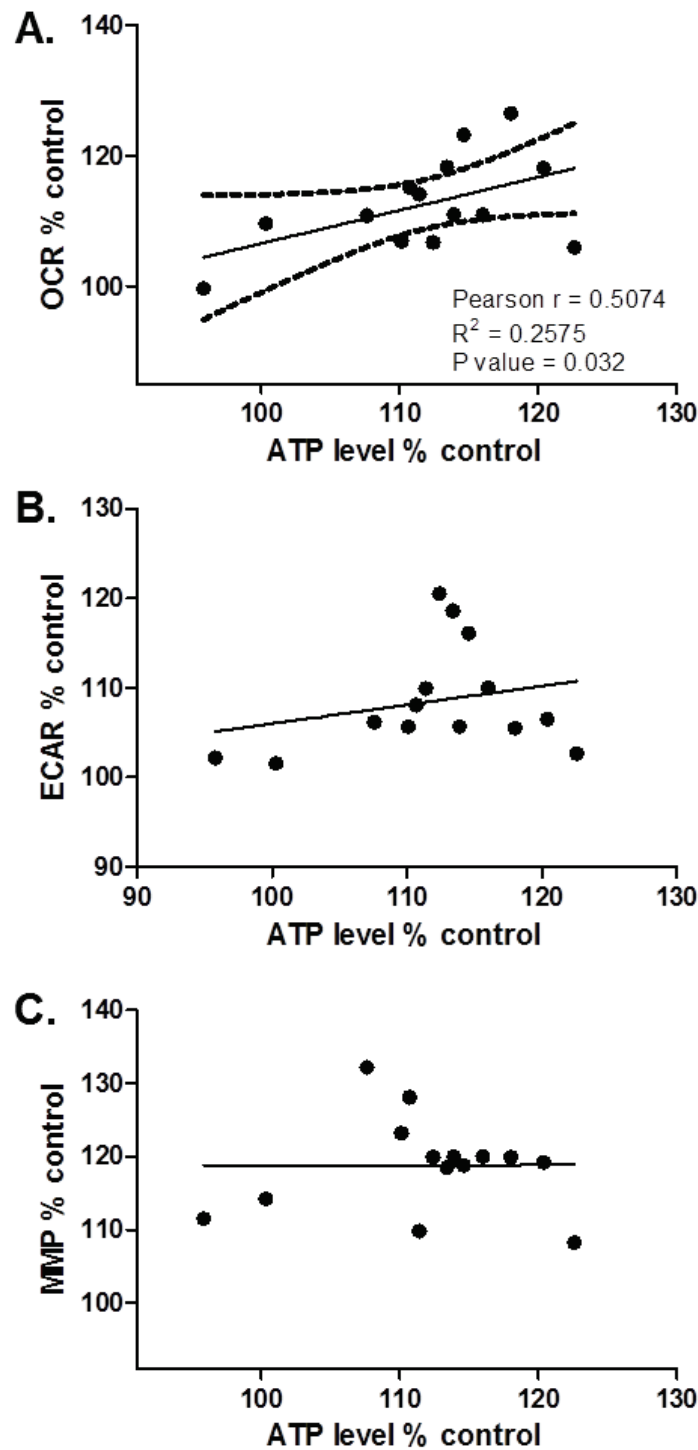 A.
140
120
100
OCR % control
Pearson r = 0.5074
R² = 0.2575
P value = 0.032
100 110 120 130
ATP level % control
B.
130
120
110
100
90
ECAR % control
90 100 110 120 130
ATP level % control
C.
140
130
120
110
100
MMP % control
100 110 120 130
ATP level % control